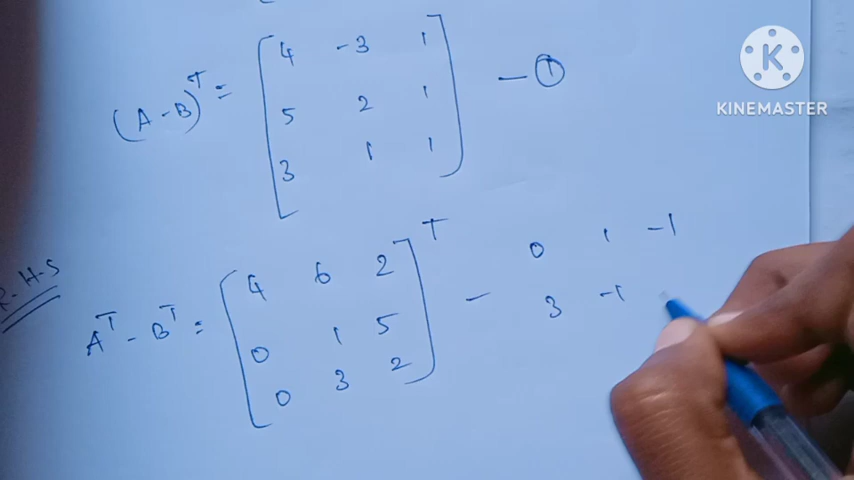 4 -3 1
(A-B)^T = 5 2 1 - ①
3 1 1
KINEMASTER
R.H.S
A^T - B^T = [4 6 2]^T - 0 1 -1
0 1 5 3 -1
0 3 2